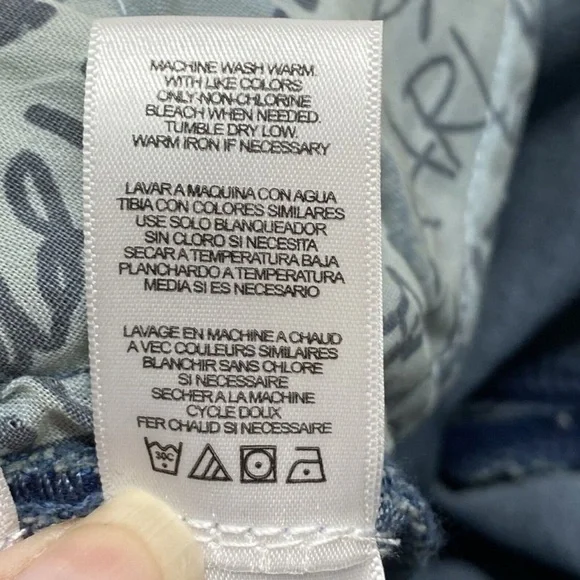 MACHINE WASH WARM.
WITH LIKE COLORS
ONLY-NON-CHLORINE
BLEACH WHEN NEEDED.
TUMBLE DRY LOW.
WARM IRON IF NECESSARY
LAVAR A MAQUINA CON AGUA
TIBIA CON COLORES SIMILARES
USE SOLO BLANQUEADOR
SIN CLORO SI NECESITA
SECAR A TEMPERATURA BAJA
PLANCHARDO A TEMPERATURA
MEDIA SI ES NECESARIO
LAVAGE EN MACHINE A CHAUD
A VEC COULEURS SIMILARES
BLANCHIR SANS CHLORE
SI NECESSAIRE
SECHER A LA MACHINE
CYCLE DOUX
FER CHAUD SI NECESSAIRE
30C